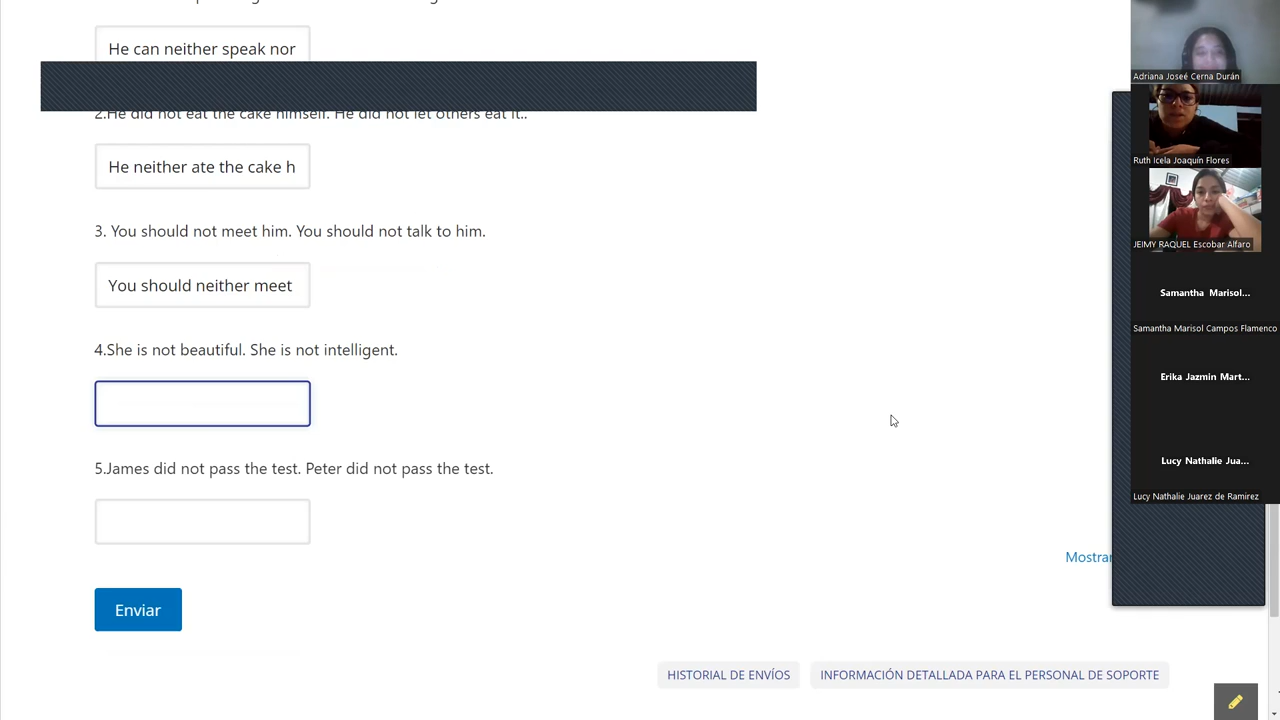 He can neither speak nor
2.He did not eat the cake himself. He did not let others eat it..
He neither ate the cake h
3. You should not meet him. You should not talk to him.
You should neither meet
4.She is not beautiful. She is not intelligent.
5.James did not pass the test. Peter did not pass the test.
Mostrar
Enviar
HISTORIAL DE ENVÍOS
INFORMACIÓN DETALLADA PARA EL PERSONAL DE SOPORTE
Adriana Joseé Cerna Durán
Ruth Icela Joaquín Flores
JEIMY RAQUEL Escobar Alfaro
Samantha Marisol...
Samantha Marisol Campos Flamenco
Erika Jazmin Mart...
Lucy Nathalie Jua...
Lucy Nathalie Juarez de Ramirez